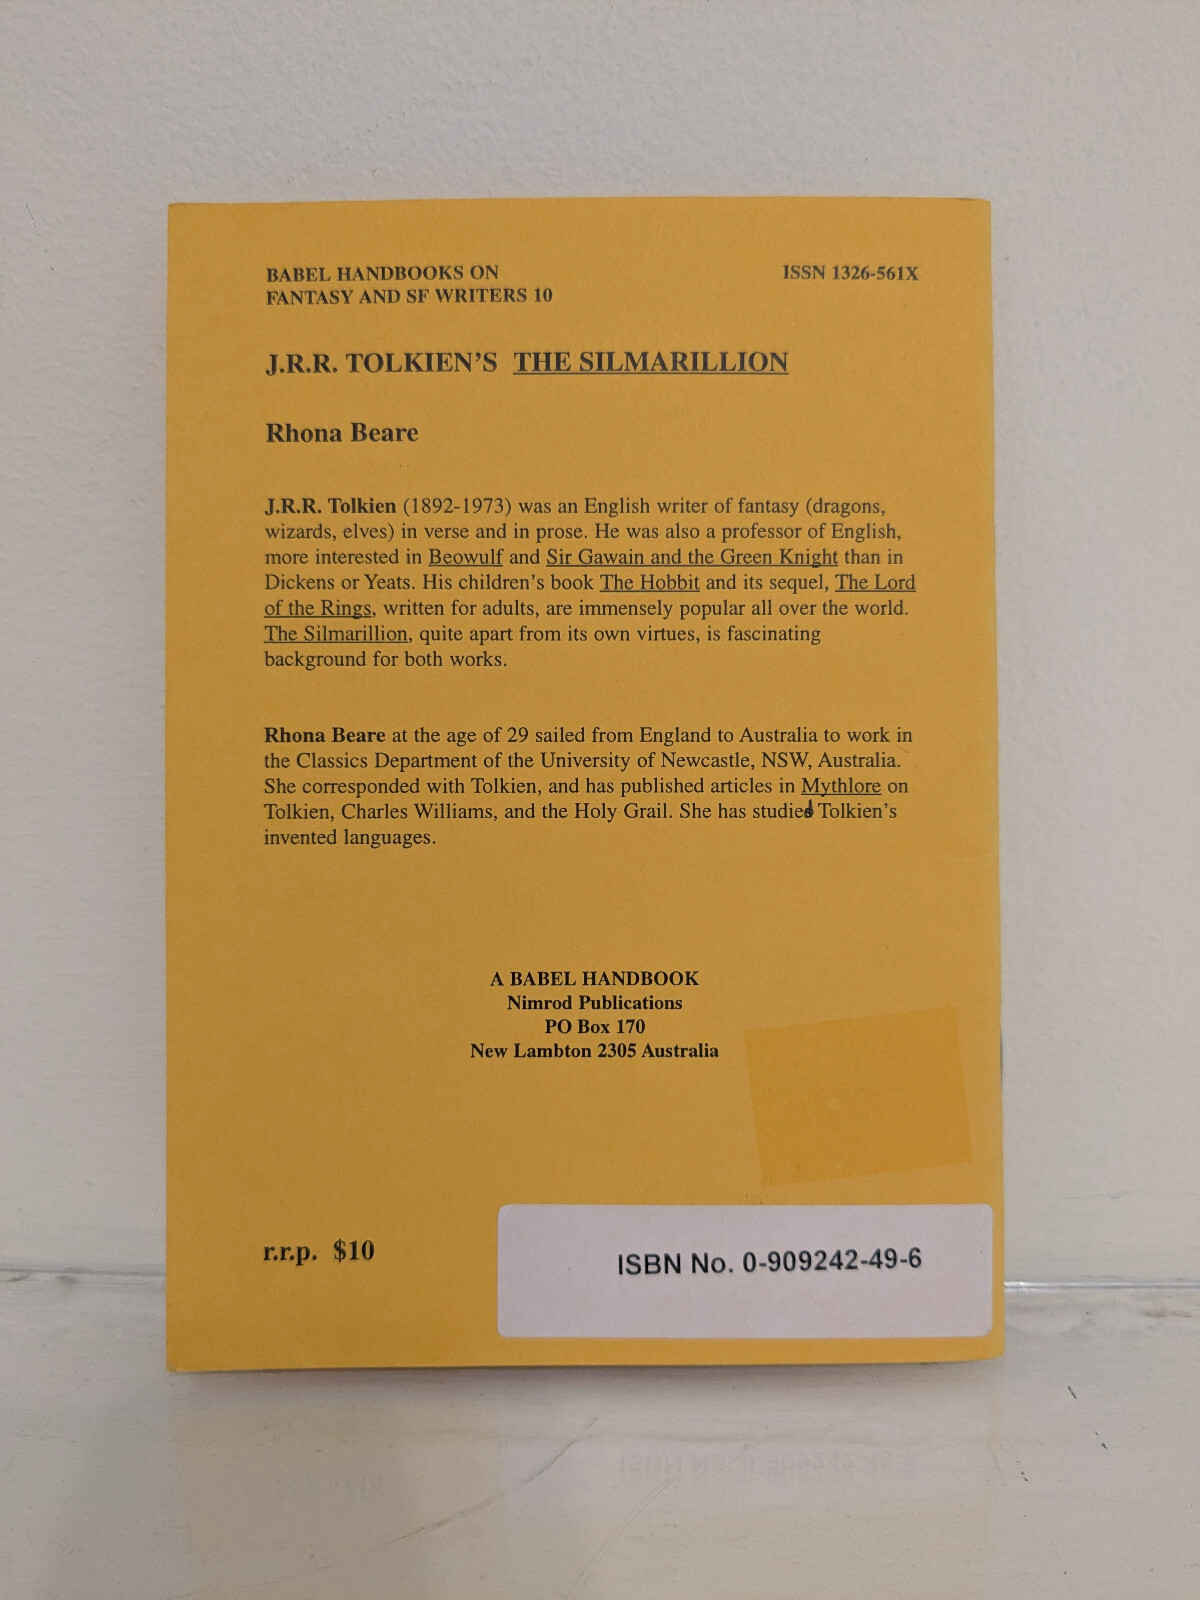 BABEL HANDBOOKS ON
FANTASY AND SF WRITERS 10
ISSN 1326-561X
J.R.R. TOLKIEN'S THE SILMARILLION
Rhona Beare
J.R.R. Tolkien (1892-1973) was an English writer of fantasy (dragons,
wizards, elves) in verse and in prose. He was also a professor of English,
more interested in Beowulf and Sir Gawain and the Green Knight than in
Dickens or Yeats. His children's book The Hobbit and its sequel, The Lord
of the Rings, written for adults, are immensely popular all over the world.
The Silmarillion, quite apart from its own virtues, is fascinating
background for both works.
Rhona Beare at the age of 29 sailed from England to Australia to work in
the Classics Department of the University of Newcastle, NSW, Australia.
She corresponded with Tolkien, and has published articles in Mythlore on
Tolkien, Charles Williams, and the Holy Grail. She has studied Tolkien's
invented languages.
A BABEL HANDBOOK
Nimrod Publications
PO Box 170
New Lambton 2305 Australia
r.r.p. $10
ISBN No. 0-909242-49-6